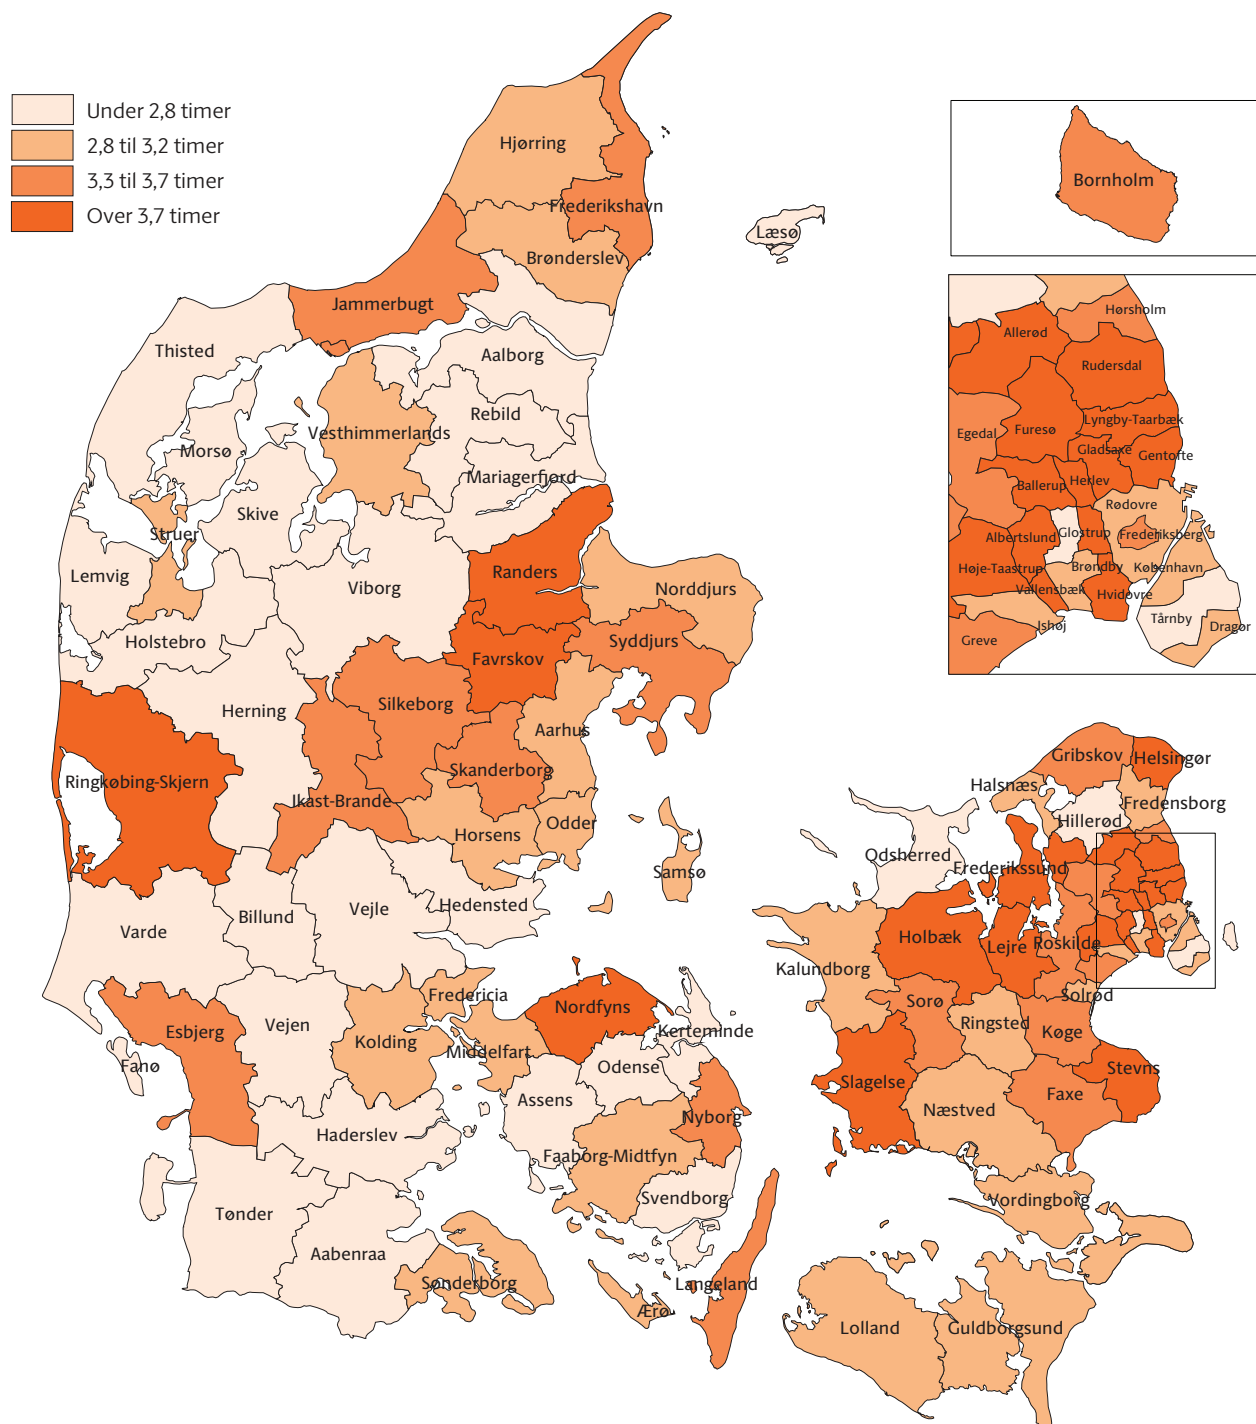 Under 2,8 timer
2,8 til 3,2 timer
3,3 til 3,7 timer
Over 3,7 timer
Hjørring
Frederikshavn
Brønderslev
Læsø
Jammerbugt
Thisted
Aalborg
Rebild
Vesthimmerlands
Morsø
Mariagerfjord
Skive
Struer
Lemvig
Viborg
Randers
Norddjurs
Holstebro
Favrskov
Syddjurs
Herning
Silkeborg
Aarhus
Skanderborg
Ringkøbing-Skjern
Ikast-Brande
Horsens
Odder
Samsø
Hedensted
Billund
Vejle
Varde
Fredericia
Nordfyns
Kerteminde
Esbjerg
Vejen
Kolding
Middelfart
Odense
Fanø
Assens
Nyborg
Haderslev
Faaborg-Midtfyn
Svendborg
Tønder
Aabenraa
Sønderborg
Langeland
Ærø
Bornholm
Hørsholm
Allerød
Rudersdal
Egedal
Furesø
Lyngby-Taarbæk
Gladsaxe
Gentofte
Ballerup
Herlev
Rødovre
Albertslund
Glostrup
Frederiksberg
Høje-Taastrup
Brøndby
København
Vallensbæk
Hvidovre
Ishøj
Tårnby
Dragør
Greve
Gribskov
Helsingør
Halsnæs
Fredensborg
Hillerød
Odsherred
Frederikssund
Holbæk
Lejre
Roskilde
Kalundborg
Solrød
Sorø
Ringsted
Køge
Slagelse
Stevns
Næstved
Faxe
Vordingborg
Lolland
Guldborgsund